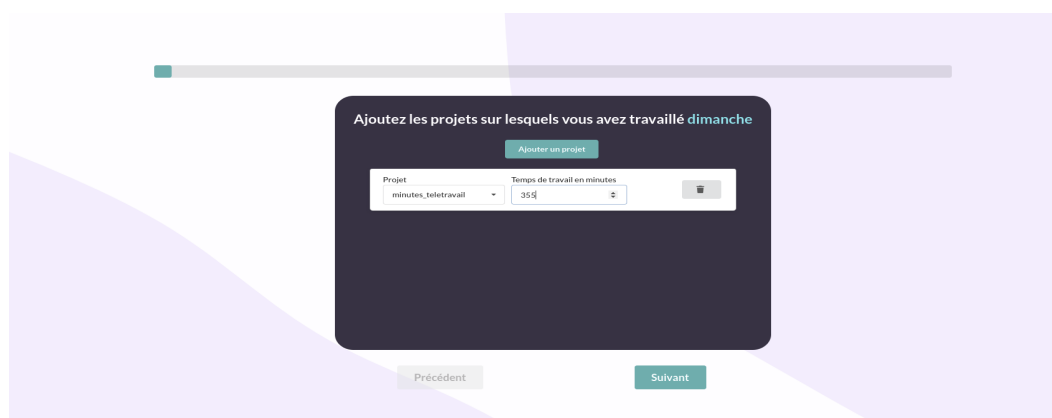 Ajoutez les projets sur lesquels vous avez travaillé dimanche
Ajouter un projet
Projet
Temps de travail en minutes
minutes_teletravail
355
Précédent
Suivant